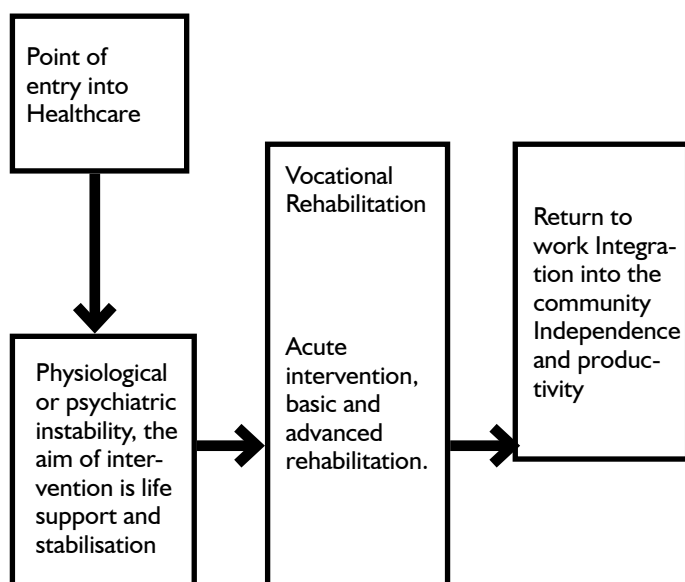 Point of
entry into
Healthcare
Physiological
or psychiatric
instability, the
aim of inter-
vention is life
support and
stabilisation
Vocational
Rehabilitation
Acute
intervention,
basic and
advanced
rehabilitation.
Return to
work Integra-
tion into the
community
Independence
and produc-
tivity